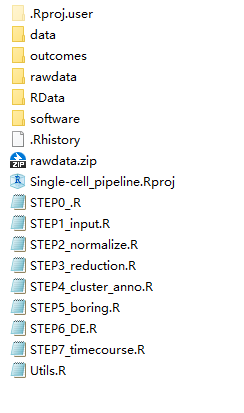 .Rproj.user
data
outcomes
rawdata
RData
software
.Rhistory
ZIP
rawdata.zip
Single-cell_pipeline.Rproj
STEP0_.R
STEP1_input.R
STEP2_normalize.R
STEP3_reduction.R
STEP4_cluster_anno.R
STEP5_boring.R
STEP6_DE.R
STEP7_timecourse.R
Utils.R